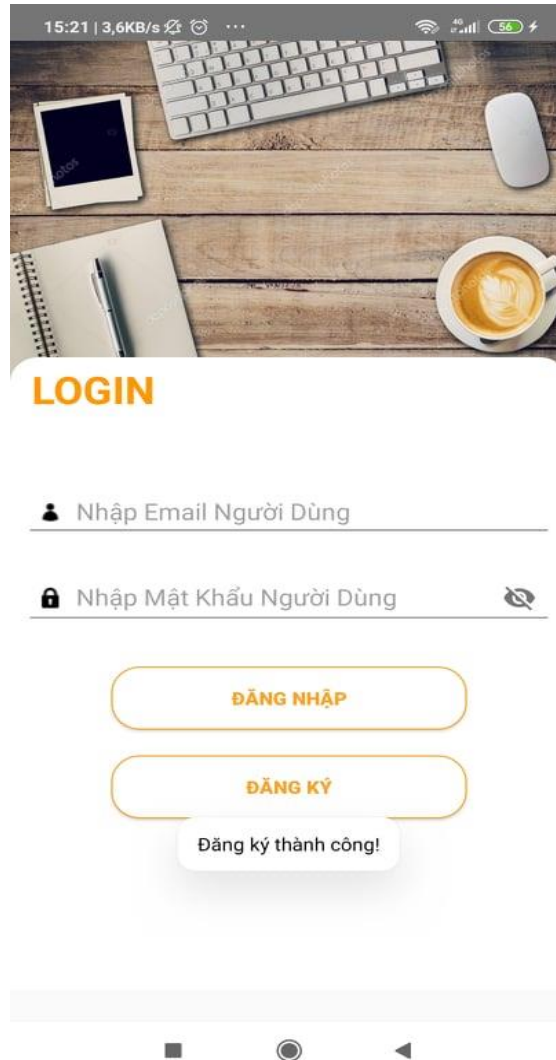 15:21 | 3,6KB/s ...
4G 56
LOGIN
Nhập Email Người Dùng
Nhập Mật Khẩu Người Dùng
ĐĂNG NHẬP
ĐĂNG KÝ
Đăng ký thành công!